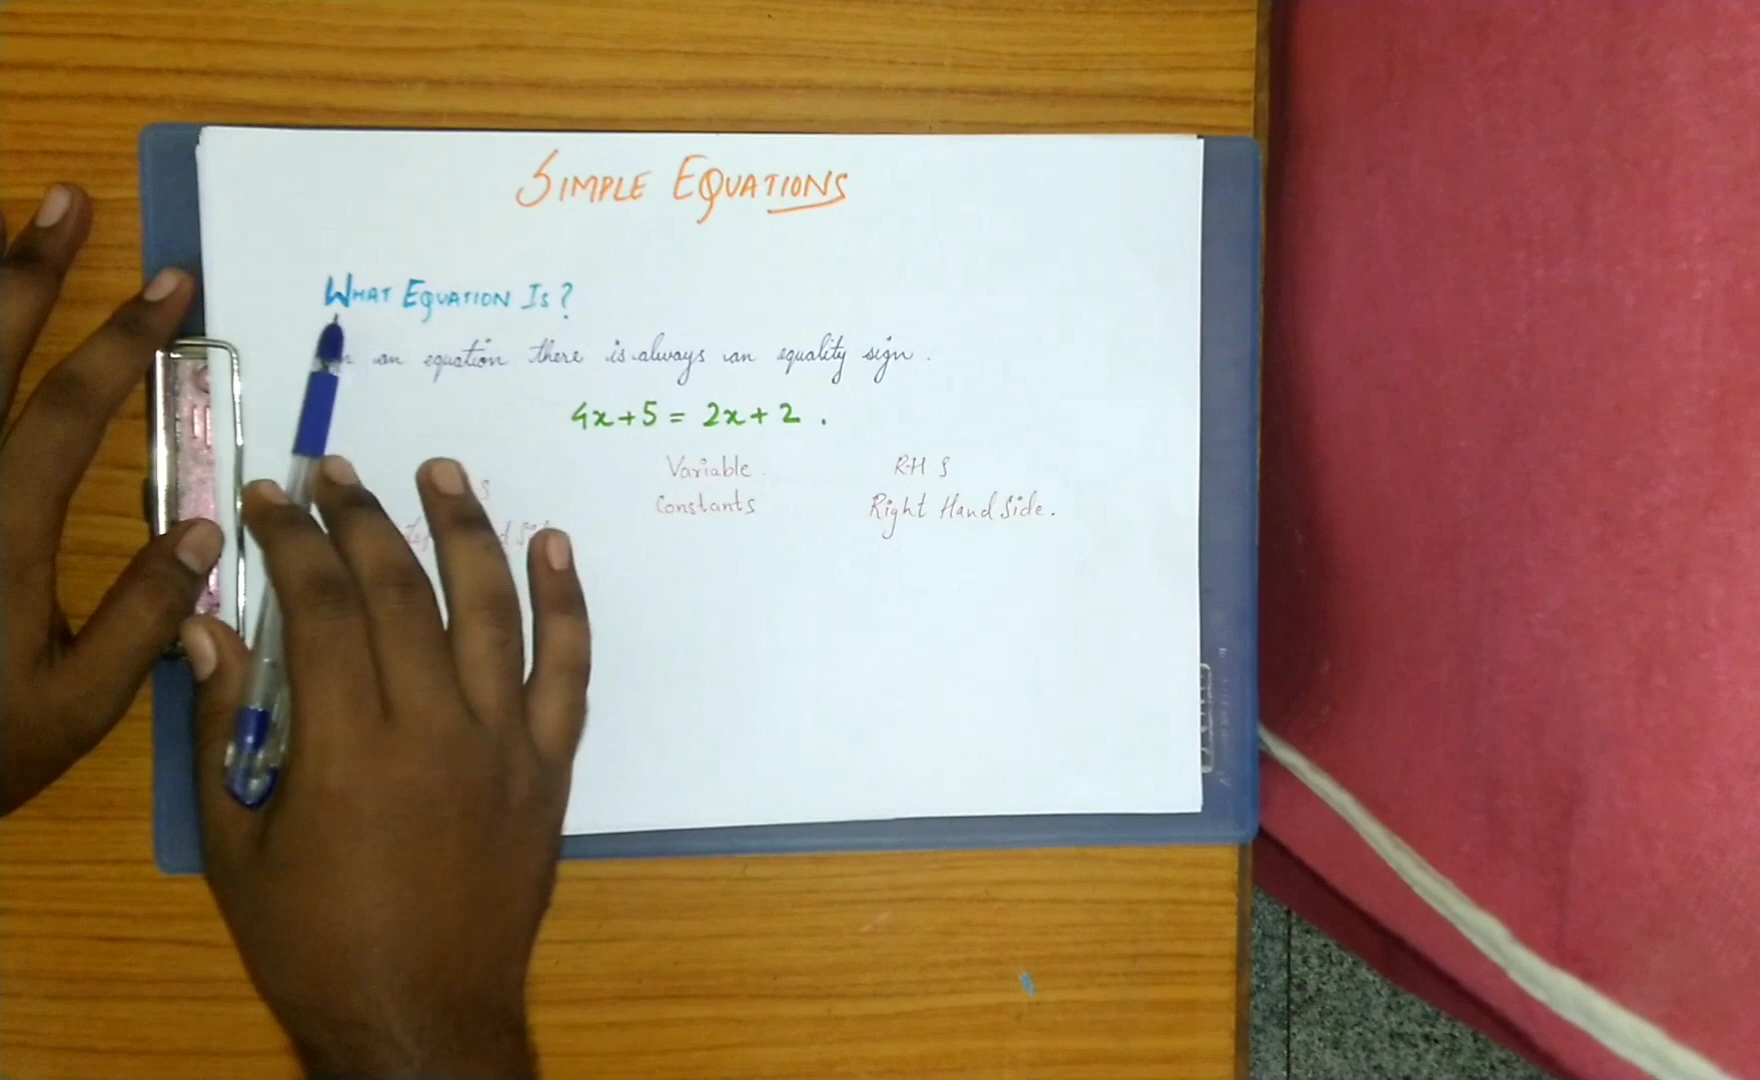 SIMPLE EQUATIONS
WHAT EQUATION IS?
an equation there is always an equality sign.
4x+5 = 2x+2.
Variable
RHS
Constants
Right Hand Side.